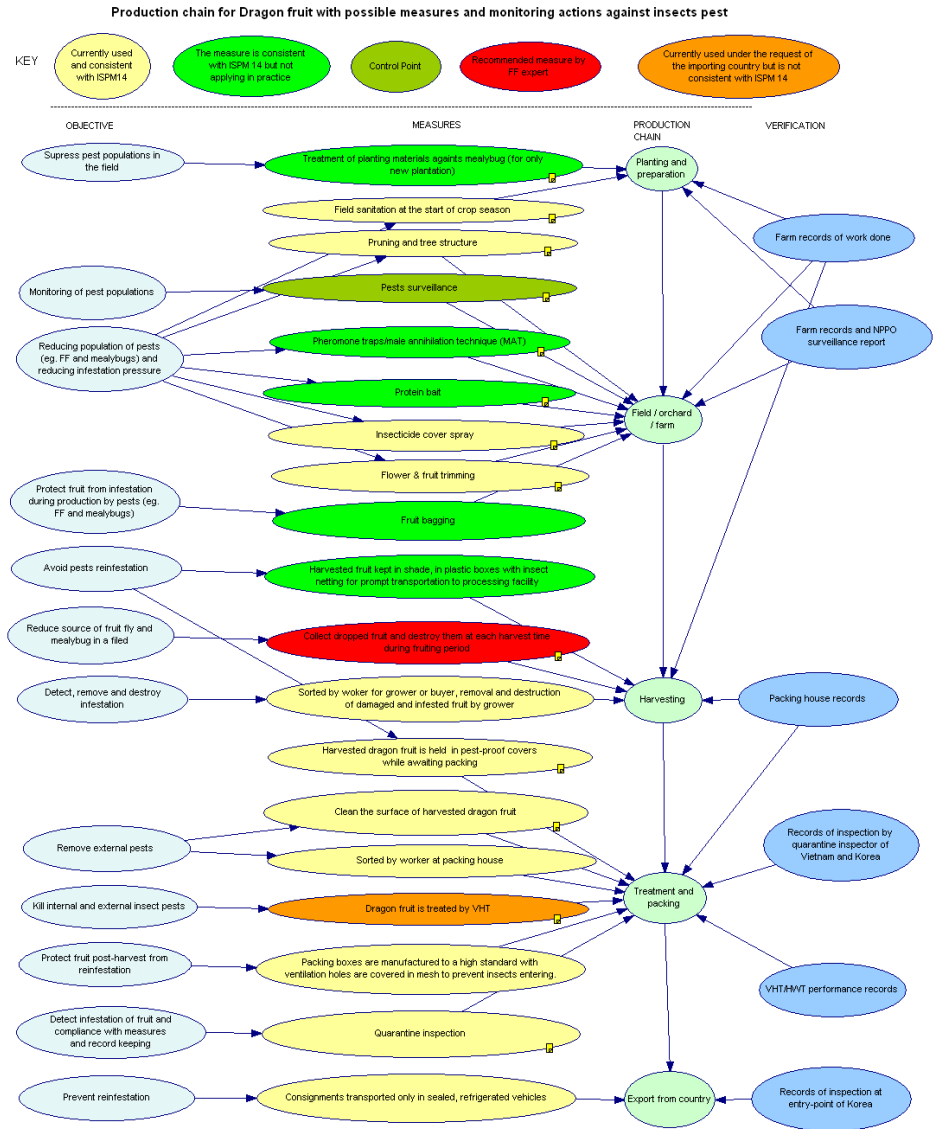 Production chain for Dragon fruit with possible measures and monitoring actions against insects pest
KEY
Currently used
and consistent
with ISPM14
The measure is consistent
with ISPM 14 but not
applying in practice
Control Point
Recommended measure by
FF expert
Currently used under the request of
the importing country but is not
consistent with ISPM 14
OBJECTIVE
MEASURES
PRODUCTION
CHAIN
VERIFICATION
Supress pest populations in
the field
Treatment of planting materials againts mealybug (for only
new plantation)
Planting and
preparation
Field sanitation at the start of crop season
Pruning and tree structure
Farm records of work done
Monitoring of pest populations
Pests surveillance
Reducing population of pests
(eg. FF and mealybugs) and
reducing infestation pressure
Pheromone traps/male annihilation technique (MAT)
Farm records and NPPO
surveillance report
Protein bait
Insecticide cover spray
Field / orchard
/ farm
Flower & fruit trimming
Protect fruit from infestation
during production by pests (eg.
FF and mealybugs)
Fruit bagging
Avoid pests reinfestation
Harvested fruit kept in shade, in plastic boxes with insect
netting for prompt transportation to processing facility
Reduce source of fruit fly and
mealybug in a filed
Collect dropped fruit and destroy them at each harvest time
during fruiting period
Detect, remove and destroy
infestation
Sorted by woker for grower or buyer, removal and destruction
of damaged and infested fruit by grower
Harvesting
Packing house records
Harvested dragon fruit is held in pest-proof covers
while awaiting packing
Clean the surface of harvested dragon fruit
Remove external pests
Sorted by worker at packing house
Records of inspection by
quarantine inspector of
Vietnam and Korea
Kill internal and external insect pests
Dragon fruit is treated by VHT
Treatment and
packing
Protect fruit post-harvest from
reinfestation
Packing boxes are manufactured to a high standard with
ventilation holes are covered in mesh to prevent insects entering.
VHT/HWT performance records
Detect infestation of fruit and
compliance with measures
and record keeping
Quarantine inspection
Prevent reinfestation
Consignments transported only in sealed, refrigerated vehicles
Export from country
Records of inspection at
entry-point of Korea